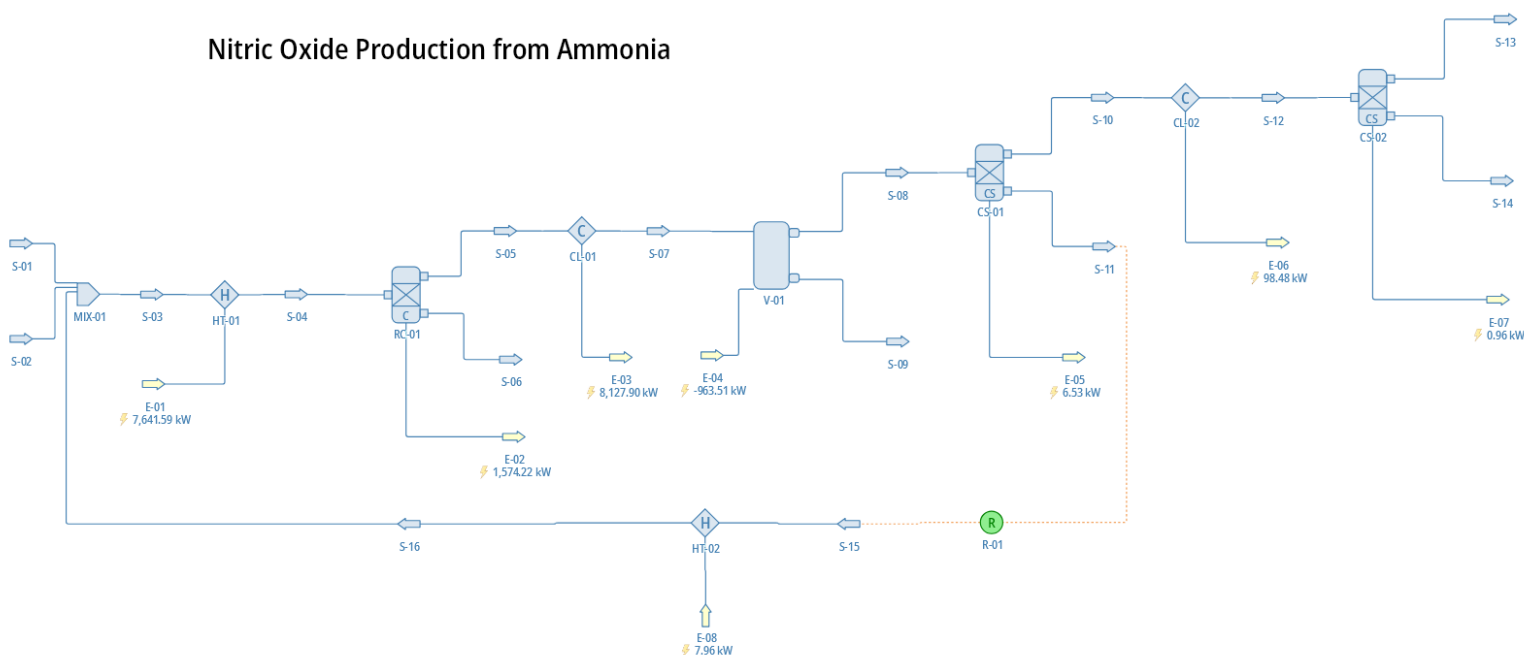 Nitric Oxide Production from Ammonia
S-13
S-10
C
CL-02
S-12
CS
CS-02
S-08
CS
CS-01
S-14
S-01
S-05
C
CL-01
S-07
S-11
E-06
98.48 kW
MIX-01
S-03
H
HT-01
S-04
C
RC-01
V-01
E-07
0.96 kW
S-02
S-06
E-03
8,127.90 kW
E-04
-963.51 kW
S-09
E-05
6.53 kW
E-01
7,641.59 kW
E-02
1,574.22 kW
S-16
H
HT-02
S-15
R
R-01
E-08
7.96 kW